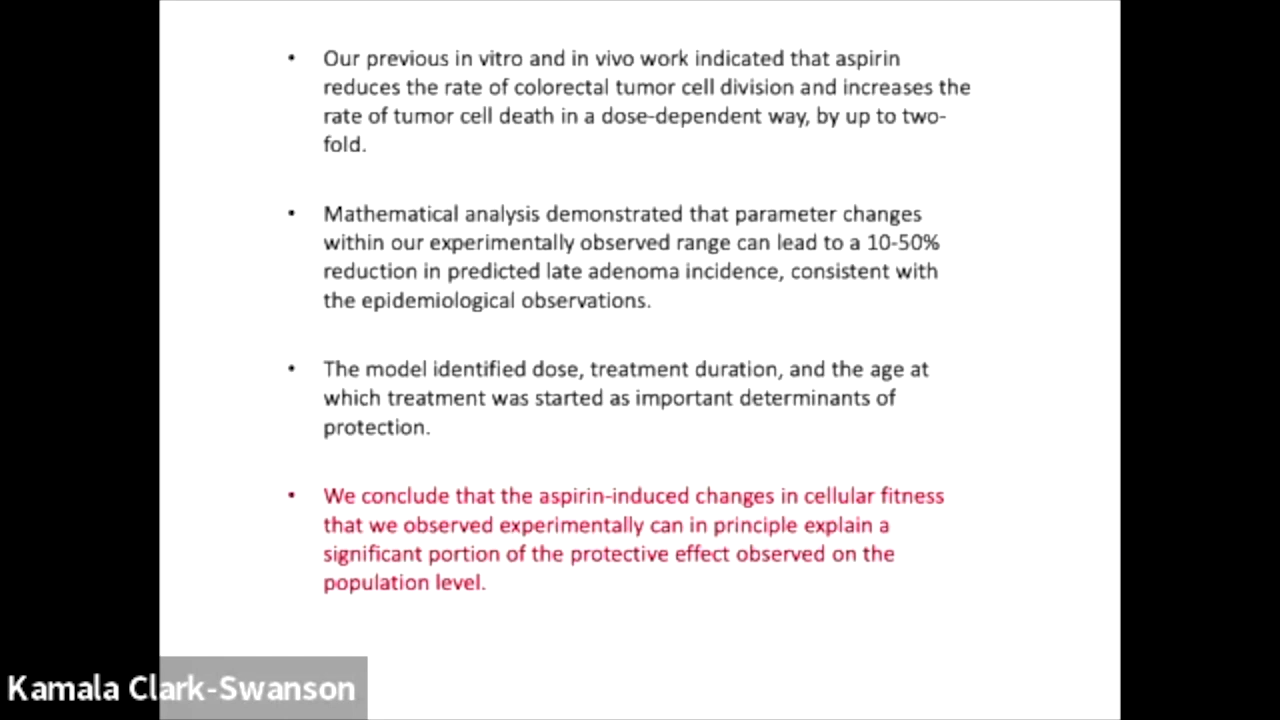 • Our previous in vitro and in vivo work indicated that aspirin
reduces the rate of colorectal tumor cell division and increases the
rate of tumor cell death in a dose-dependent way, by up to two-
fold.
• Mathematical analysis demonstrated that parameter changes
within our experimentally observed range can lead to a 10-50%
reduction in predicted late adenoma incidence, consistent with
the epidemiological observations.
• The model identified dose, treatment duration, and the age at
which treatment was started as important determinants of
protection.
• We conclude that the aspirin-induced changes in cellular fitness
that we observed experimentally can in principle explain a
significant portion of the protective effect observed on the
population level.
Kamala Clark-Swanson